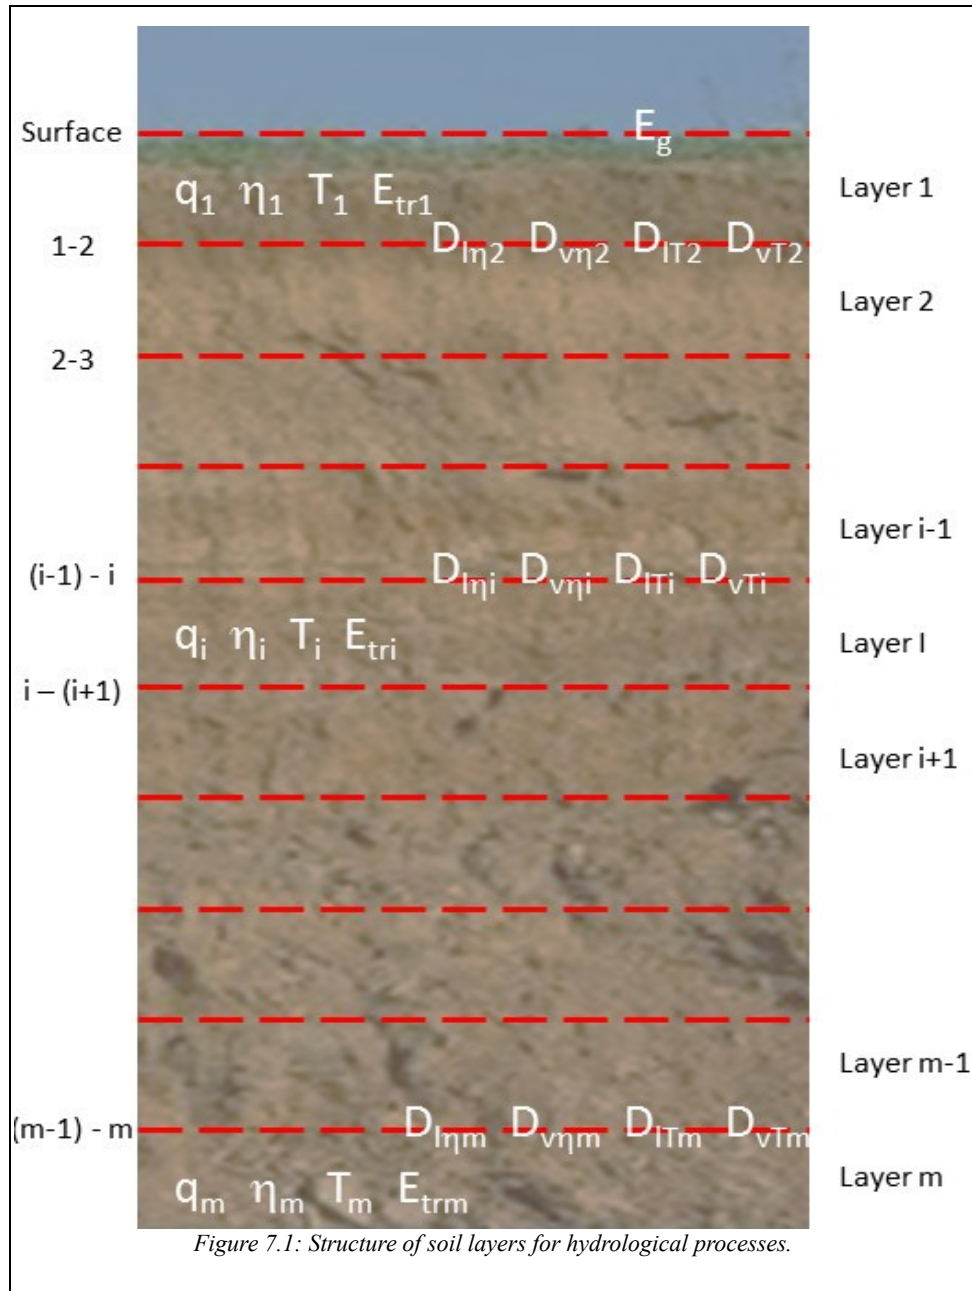 Surface
E_g
q_1 η_1 T_1 E_tr1
Layer 1
1-2
D_lη2 D_vη2 D_lT2 D_vT2
Layer 2
2-3
Layer i-1
(i-1) - i
D_lηi D_vηi D_lTi D_vTi
q_i η_i T_i E_tri
Layer I
i – (i+1)
Layer i+1
Layer m-1
(m-1) - m
D_lηm D_vηm D_lTm D_vTm
q_m η_m T_m E_trm
Layer m
Figure 7.1: Structure of soil layers for hydrological processes.